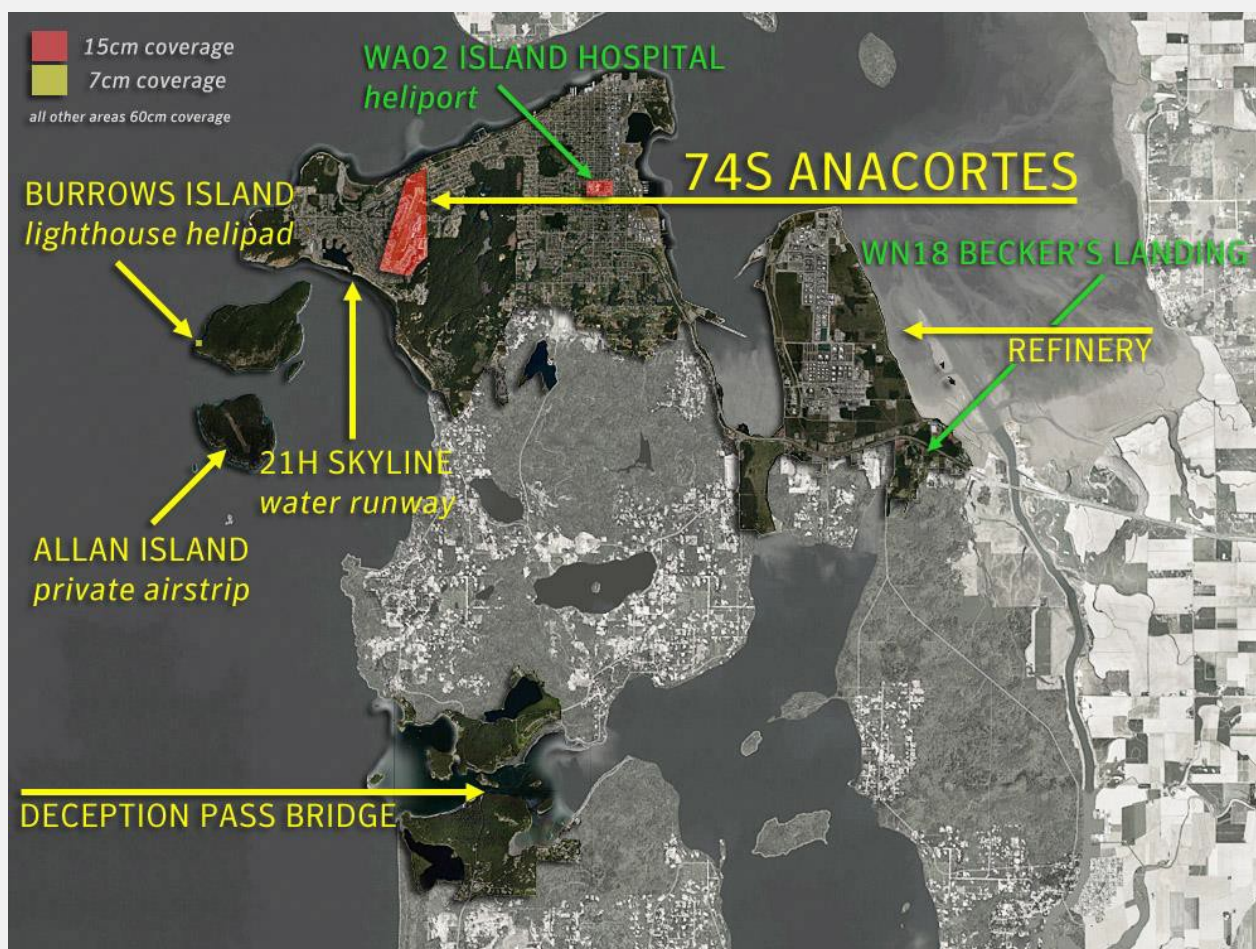 15cm coverage
7cm coverage
all other areas 60cm coverage
WA02 ISLAND HOSPITAL
heliport
74S ANACORTES
BURROWS ISLAND
lighthouse helipad
WN18 BECKER'S LANDING
REFINERY
21H SKYLINE
water runway
ALLAN ISLAND
private airstrip
DECEPTION PASS BRIDGE